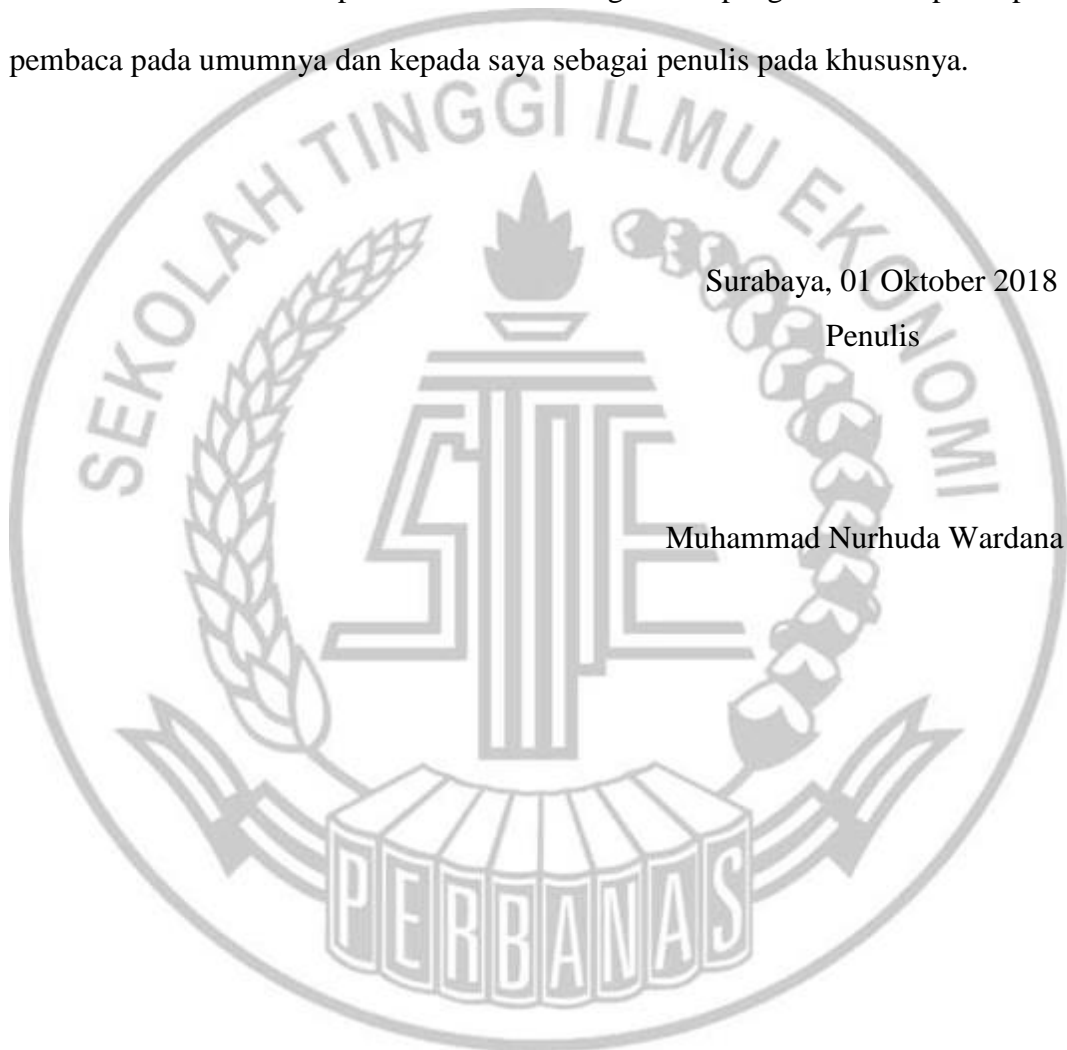 pembaca pada umumnya dan kepada saya sebagai penulis pada khususnya.
SEKOLAH TINGGI ILMU EKONOMI
Surabaya, 01 Oktober 2018
Penulis
STIE
Muhammad Nurhuda Wardana
PERBANAS